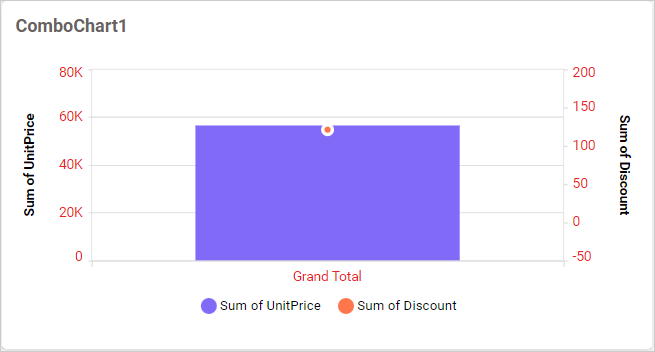 ComboChart1
80K
60K
40K
20K
0
Sum of UnitPrice
200
150
100
50
0
-50
Sum of Discount
Grand Total
Sum of UnitPrice Sum of Discount